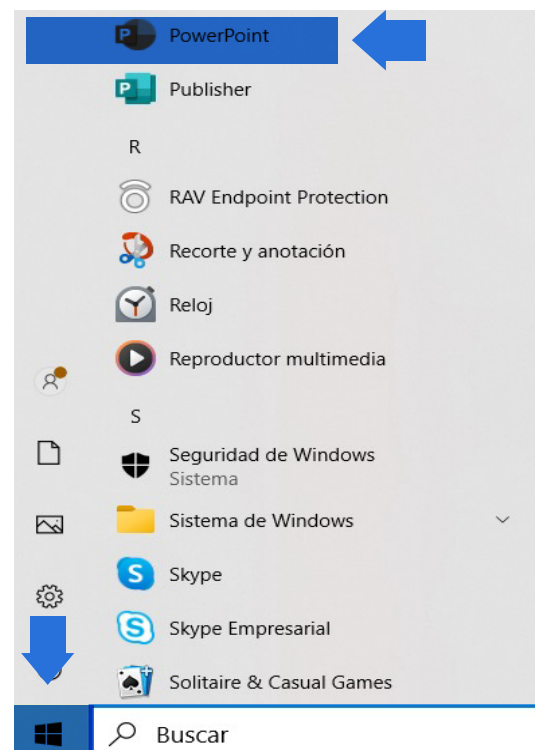 PowerPoint
Publisher
R
RAV Endpoint Protection
Recorte y anotación
Reloj
Reproductor multimedia
S
Seguridad de Windows
Sistema
Sistema de Windows
Skype
Skype Empresarial
Solitaire & Casual Games
Buscar